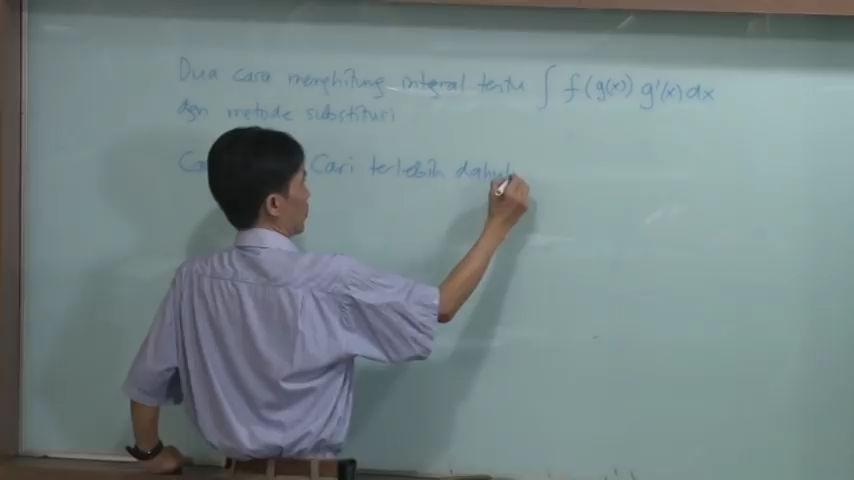 Dua cara menghitung integral tentu ∫ f(g(x)) g'(x) dx
dgn metode substitusi
Cari terlebih dahulu